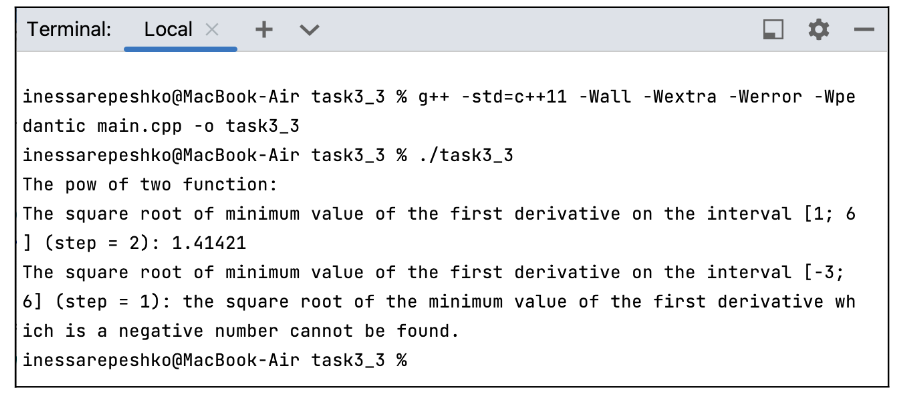 Terminal: Local
inessarepeshko@MacBook-Air task3_3 % g++ -std=c++11 -Wall -Wextra -Werror -Wpe
dantic main.cpp -o task3_3
inessarepeshko@MacBook-Air task3_3 % ./task3_3
The pow of two function:
The square root of minimum value of the first derivative on the interval [1; 6
] (step = 2): 1.41421
The square root of minimum value of the first derivative on the interval [-3;
6] (step = 1): the square root of the minimum value of the first derivative wh
ich is a negative number cannot be found.
inessarepeshko@MacBook-Air task3_3 %